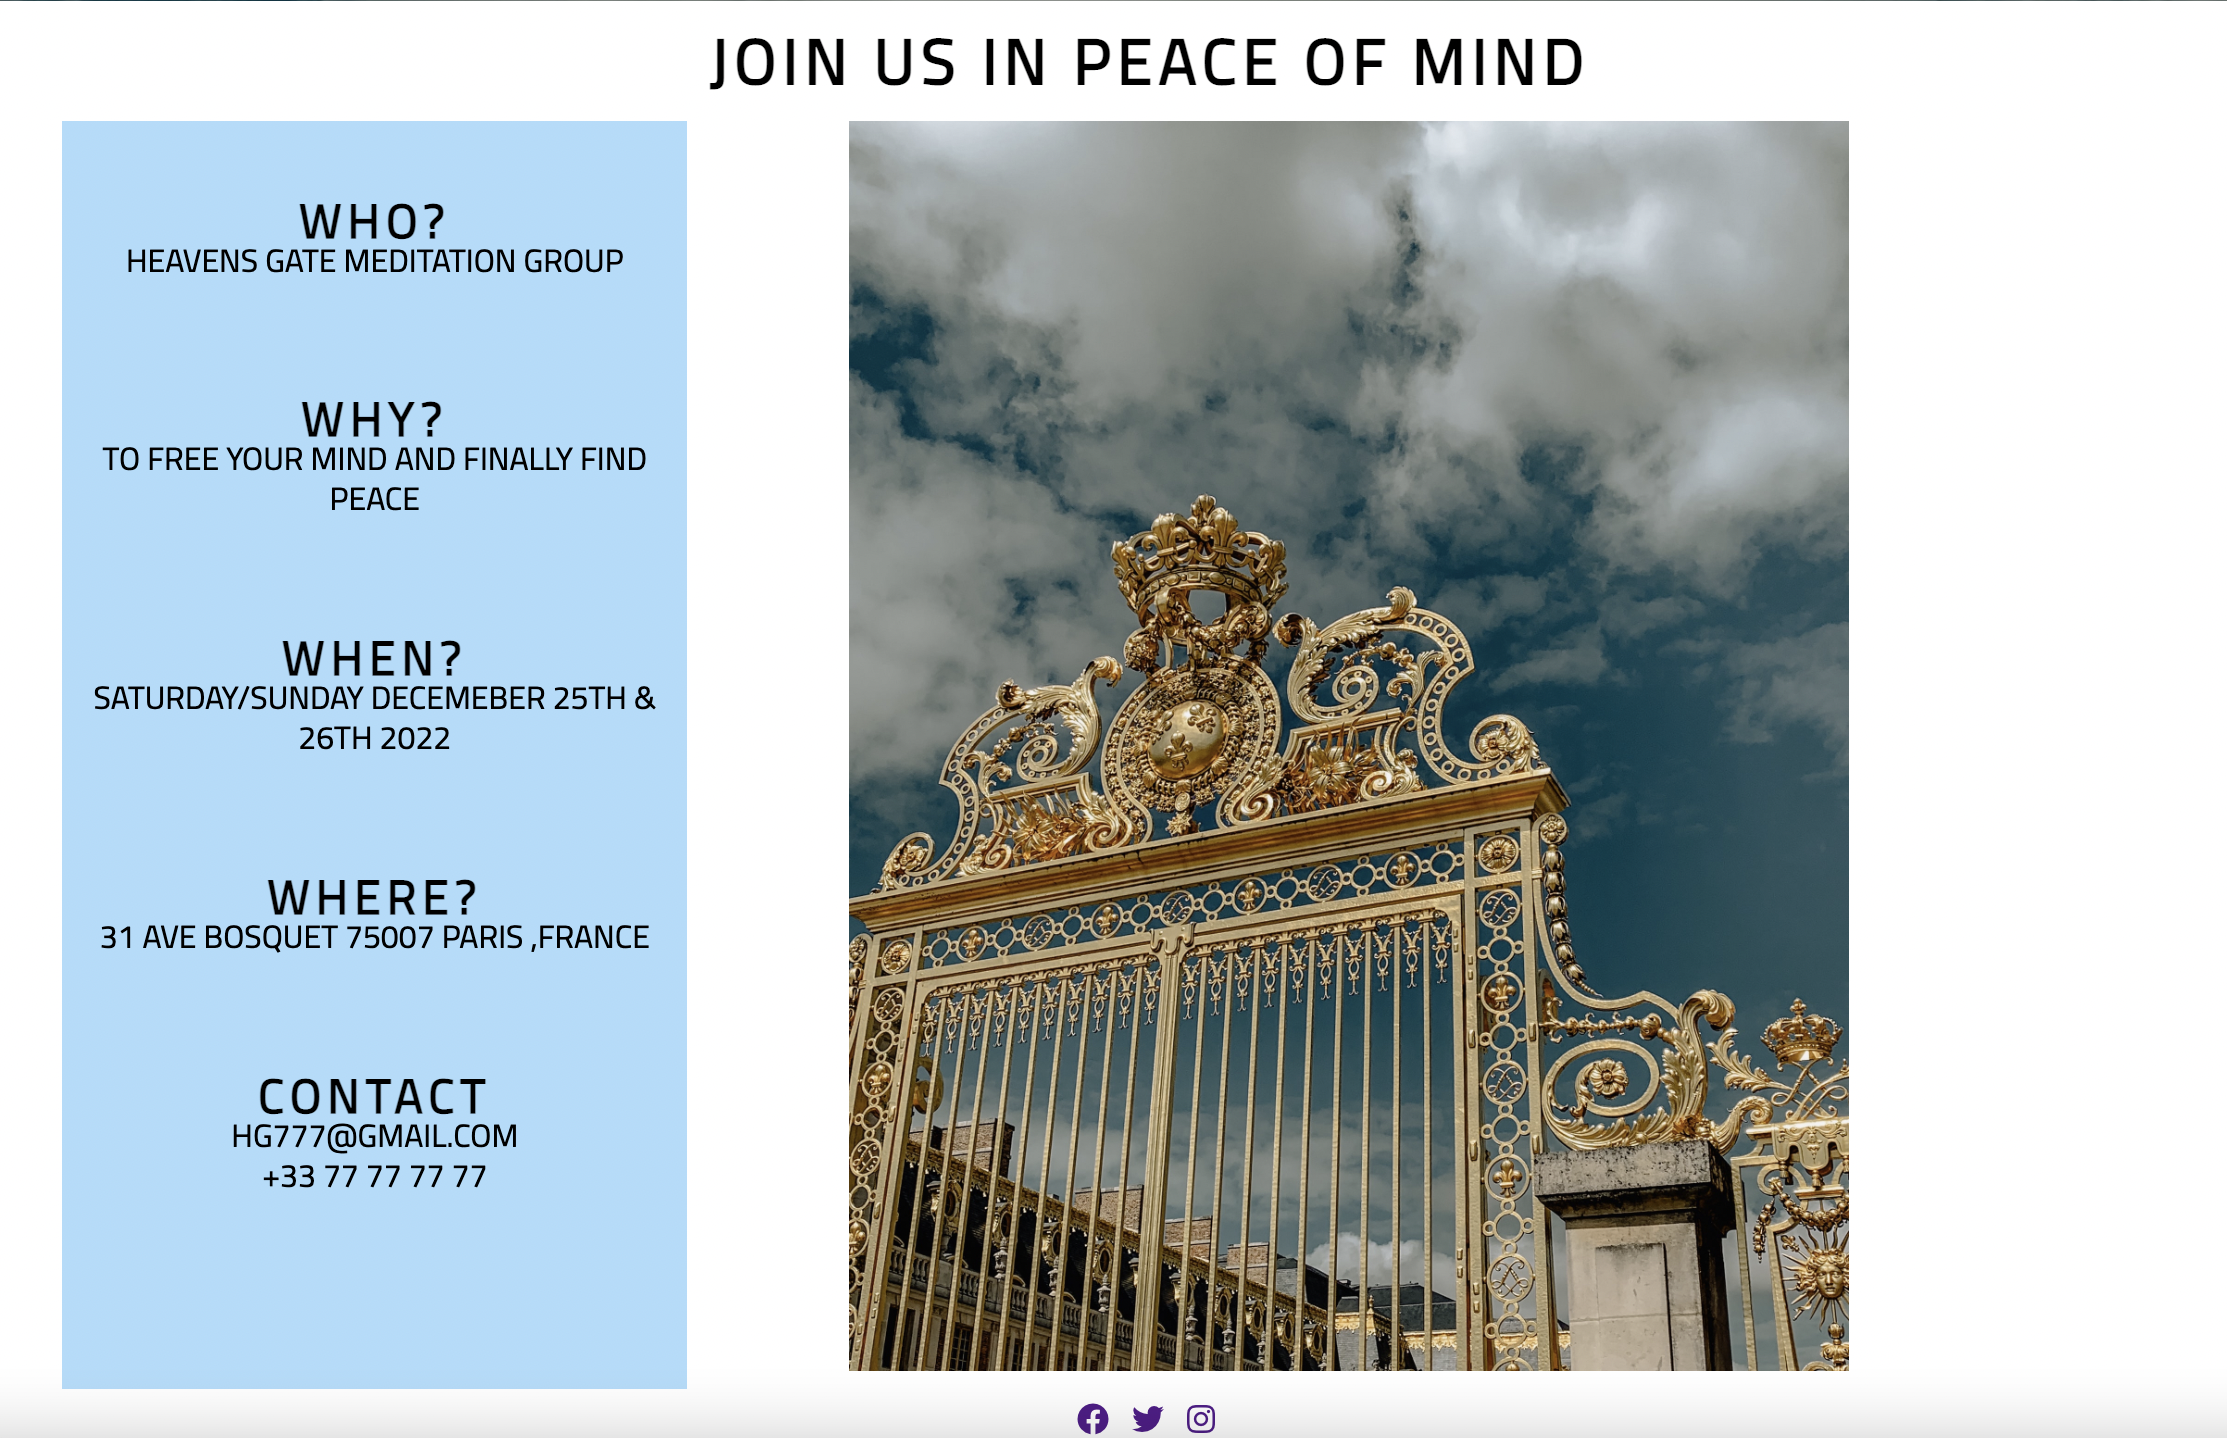 JOIN US IN PEACE OF MIND
WHO?
HEAVENS GATE MEDITATION GROUP
WHY?
TO FREE YOUR MIND AND FINALLY FIND
PEACE
WHEN?
SATURDAY/SUNDAY DECEMEBER 25TH &
26TH 2022
WHERE?
31 AVE BOSQUET 75007 PARIS ,FRANCE
CONTACT
HG777@GMAIL.COM
+33 77 77 77 77